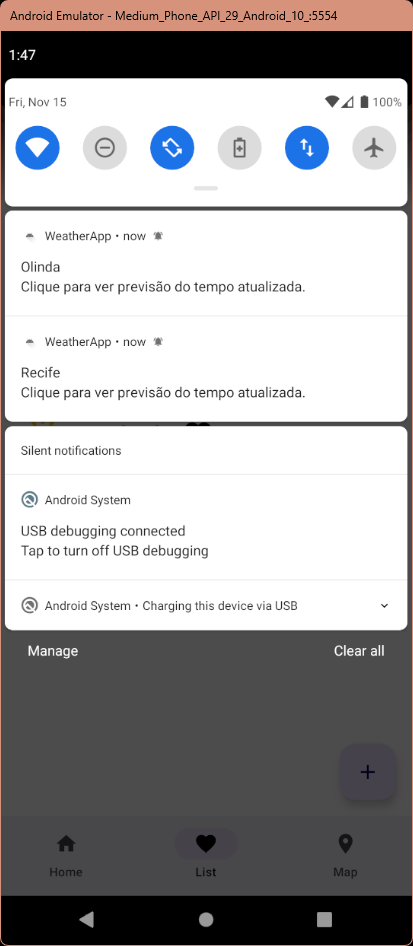 Android Emulator - Medium_Phone_API_29_Android_10_:5554
1:47
Fri, Nov 15
100%
WeatherApp • now
Olinda
Clique para ver previsão do tempo atualizada.
WeatherApp • now
Recife
Clique para ver previsão do tempo atualizada.
Silent notifications
Android System
USB debugging connected
Tap to turn off USB debugging
Android System • Charging this device via USB
Manage Clear all
+
Home List Map